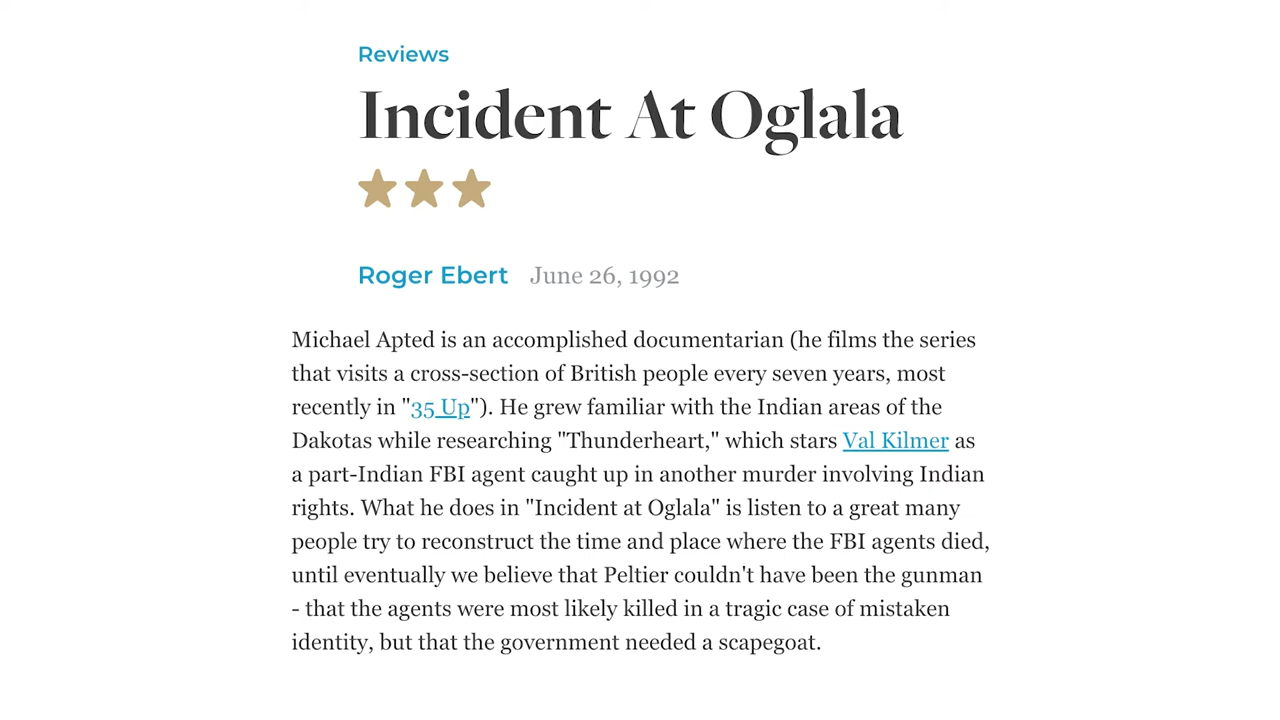 Reviews
Incident At Oglala
Roger Ebert June 26, 1992
Michael Apted is an accomplished documentarian (he films the series
that visits a cross-section of British people every seven years, most
recently in "35 Up"). He grew familiar with the Indian areas of the
Dakotas while researching "Thunderheart," which stars Val Kilmer as
a part-Indian FBI agent caught up in another murder involving Indian
rights. What he does in "Incident at Oglala" is listen to a great many
people try to reconstruct the time and place where the FBI agents died,
until eventually we believe that Peltier couldn't have been the gunman
- that the agents were most likely killed in a tragic case of mistaken
identity, but that the government needed a scapegoat.